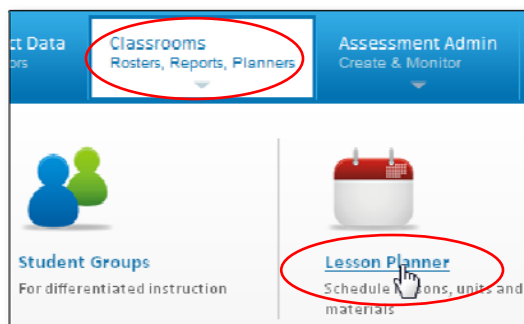 ct Data
ors
Classrooms
Rosters, Reports, Planners
Assessment Admin
Create & Monitor
Student Groups
For differentiated instruction
Lesson Planner
Schedule lessons, units and
materials